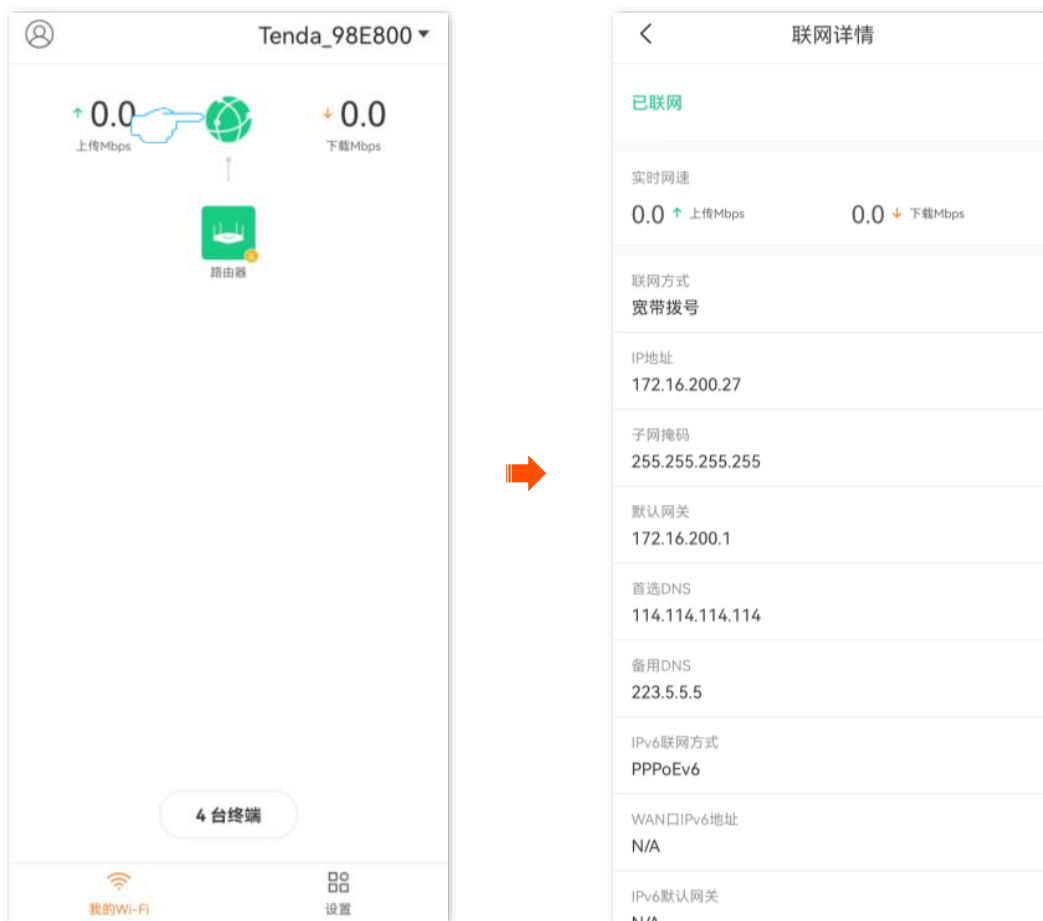 Tenda_98E800
0.0 0.0
上传Mbps 下载Mbps
路由器
4 台终端
我的Wi-Fi 设置
联网详情
已联网
实时网速
0.0 上传Mbps 0.0 下载Mbps
联网方式
宽带拨号
IP地址
172.16.200.27
子网掩码
255.255.255.255
默认网关
172.16.200.1
首选DNS
114.114.114.114
备用DNS
223.5.5.5
IPv6联网方式
PPPoEv6
WAN口IPv6地址
N/A
IPv6默认网关
N/A